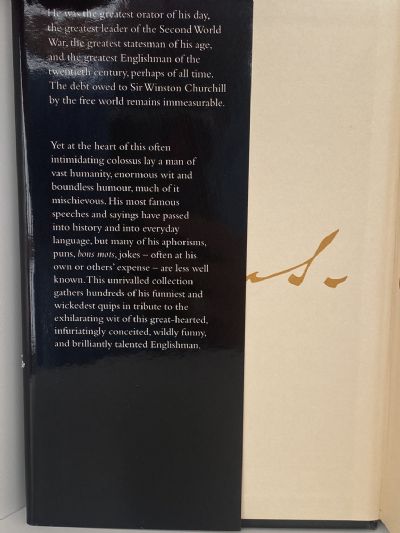 He was the greatest orator of his day,
the greatest leader of the Second World
War, the greatest statesman of his age,
and the greatest Englishman of the
twentieth century, perhaps of all time.
The debt owed to Sir Winston Churchill
by the free world remains immeasurable.
Yet at the heart of this often
intimidating colossus lay a man of
vast humanity, enormous wit and
boundless humour, much of it
mischievous. His most famous
speeches and sayings have passed
into history and into everyday
language, but many of his aphorisms,
puns, bons mots, jokes – often at his
own or others' expense – are less well
known. This unrivalled collection
gathers hundreds of his funniest and
wickedest quips in tribute to the
exhilarating wit of this great-hearted,
infuriatingly conceited, wildly funny,
and brilliantly talented Englishman.